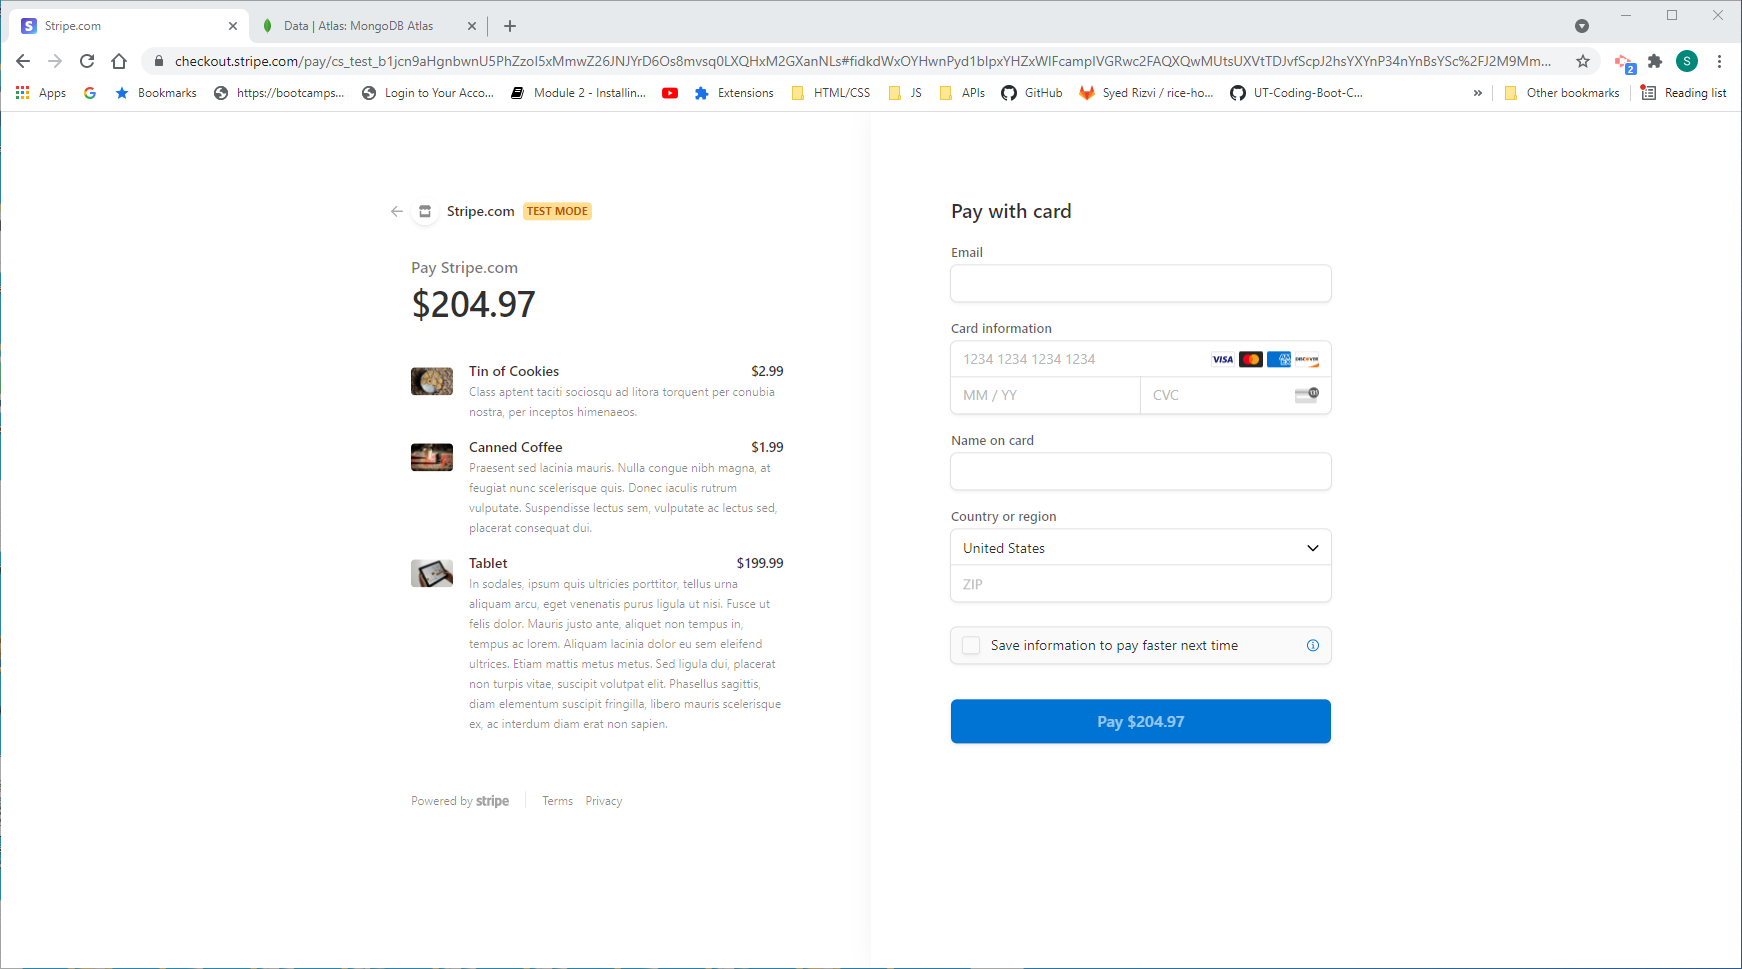 Stripe.com
Data | Atlas: MongoDB Atlas
checkout.stripe.com/pay/
Apps
Bookmarks
https://bootcamps...
Login to Your Acco...
Module 2 - Installin...
Extensions
HTML/CSS
JS
APIs
GitHub
Syed Rizvi / rice-ho...
UT-Coding-Boot-C...
»
Other bookmarks
Reading list
Stripe.com TEST MODE
Pay Stripe.com
$204.97
Tin of Cookies $2.99
Class aptent taciti sociosqu ad litora torquent per conubia
nostra, per inceptos himenaeos.
Canned Coffee $1.99
Praesent sed lacinia mauris. Nulla congue nibh magna, at
feugiat nunc scelerisque quis. Donec iaculis rutrum
vulputate. Suspendisse lectus sem, vulputate ac lectus sed,
placerat consequat dui.
Tablet $199.99
In sodales, ipsum quis ultricies porttitor, tellus urna
aliquam arcu, eget venenatis purus ligula ut nisi. Fusce ut
felis dolor. Mauris justo ante, aliquet non tempus in,
tempus ac lorem. Aliquam lacinia dolor eu sem eleifend
ultrices. Etiam mattis metus metus. Sed ligula dui, placerat
non turpis vitae, suscipit volutpat elit. Phasellus sagittis,
diam elementum suscipit fringilla, libero mauris scelerisque
ex, ac interdum diam erat non sapien.
Powered by stripe
Terms Privacy
Pay with card
Email
Card information
1234 1234 1234 1234
VISA
DISCOVER
MM / YY
CVC
Name on card
Country or region
United States
ZIP
Save information to pay faster next time
Pay $204.97
S
2